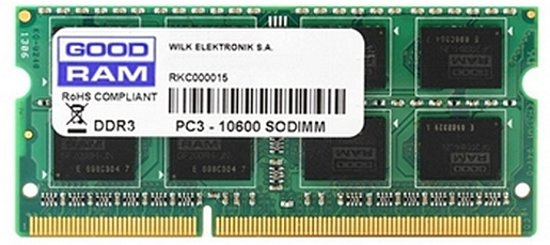 GOOD
RAM
WILK ELEKTRONIK S.A.
RKC000015
RoHS COMPLIANT
DDR3
PC3 - 10600 SODIMM